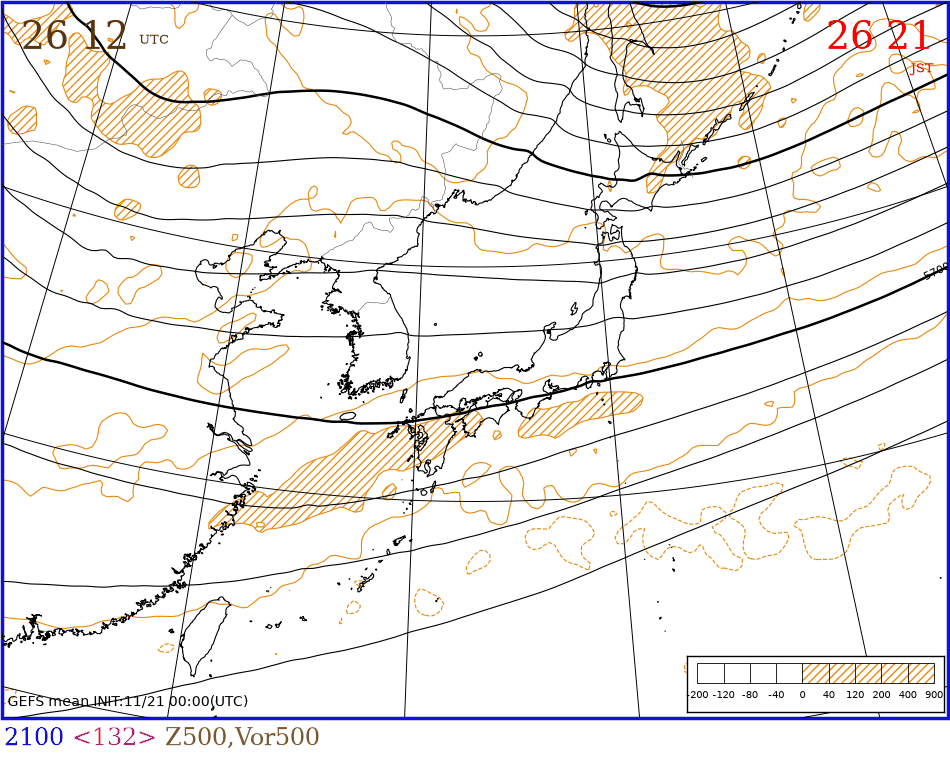 26 12 UTC
26 21
JST
5700
GEFS mean INIT:11/21 00:00(UTC)
-200 -120 -80 -40 0 40 120 200 400 900
2100 <132> Z500,Vor500